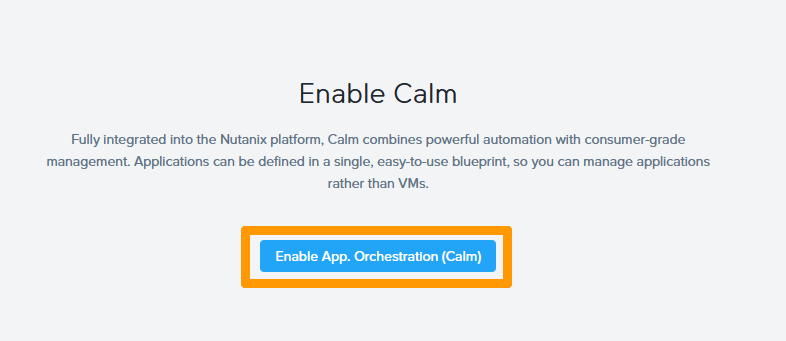 Enable Calm
Fully integrated into the Nutanix platform, Calm combines powerful automation with consumer-grade
management. Applications can be defined in a single, easy-to-use blueprint, so you can manage applications
rather than VMs.
Enable App. Orchestration (Calm)